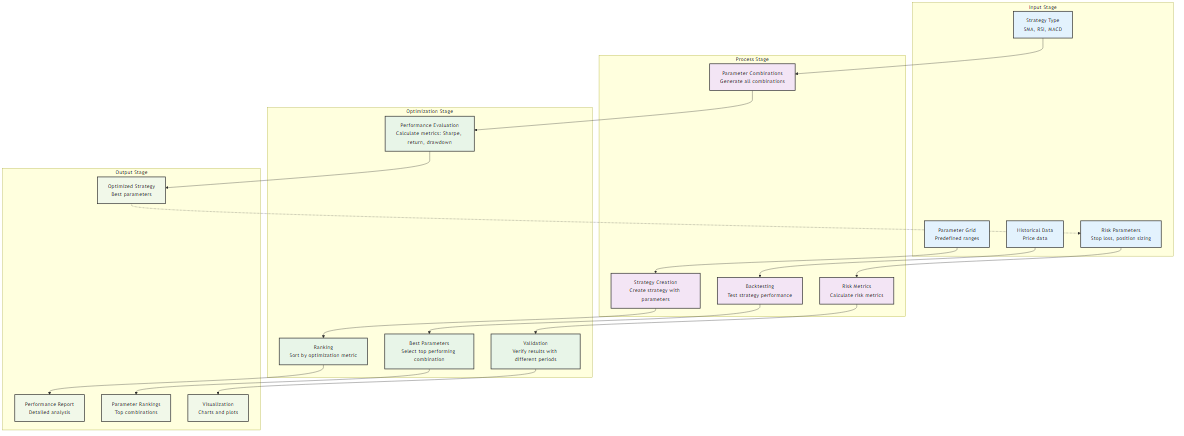 Input Stage
Strategy Type
SMA, RSI, MACD
Process Stage
Parameter Combinations
Generate all combinations
Optimization Stage
Performance Evaluation
Calculate metrics: Sharpe,
return, drawdown
Output Stage
Optimized Strategy
Best parameters
Parameter Grid
Predefined ranges
Historical Data
Price data
Risk Parameters
Stop loss, position sizing
Strategy Creation
Create strategy with
parameters
Backtesting
Test strategy performance
Risk Metrics
Calculate risk metrics
Ranking
Sort by optimization metric
Best Parameters
Select top performing
combination
Validation
Verify results with
different periods
Performance Report
Detailed analysis
Parameter Rankings
Top combinations
Visualization
Charts and plots